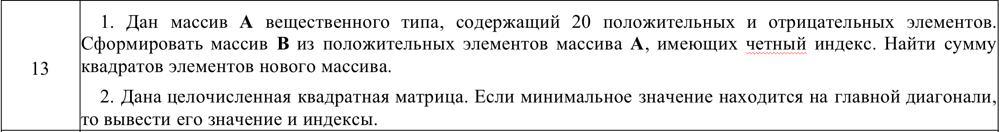 1. Дан массив А вещественного типа, содержащий 20 положительных и отрицательных элементов.
Сформировать массив В из положительных элементов массива А, имеющих четный индекс. Найти сумму
13
квадратов элементов нового массива.
2. Дана целочисленная квадратная матрица. Если минимальное значение находится на главной диагонали,
то вывести его значение и индексы.